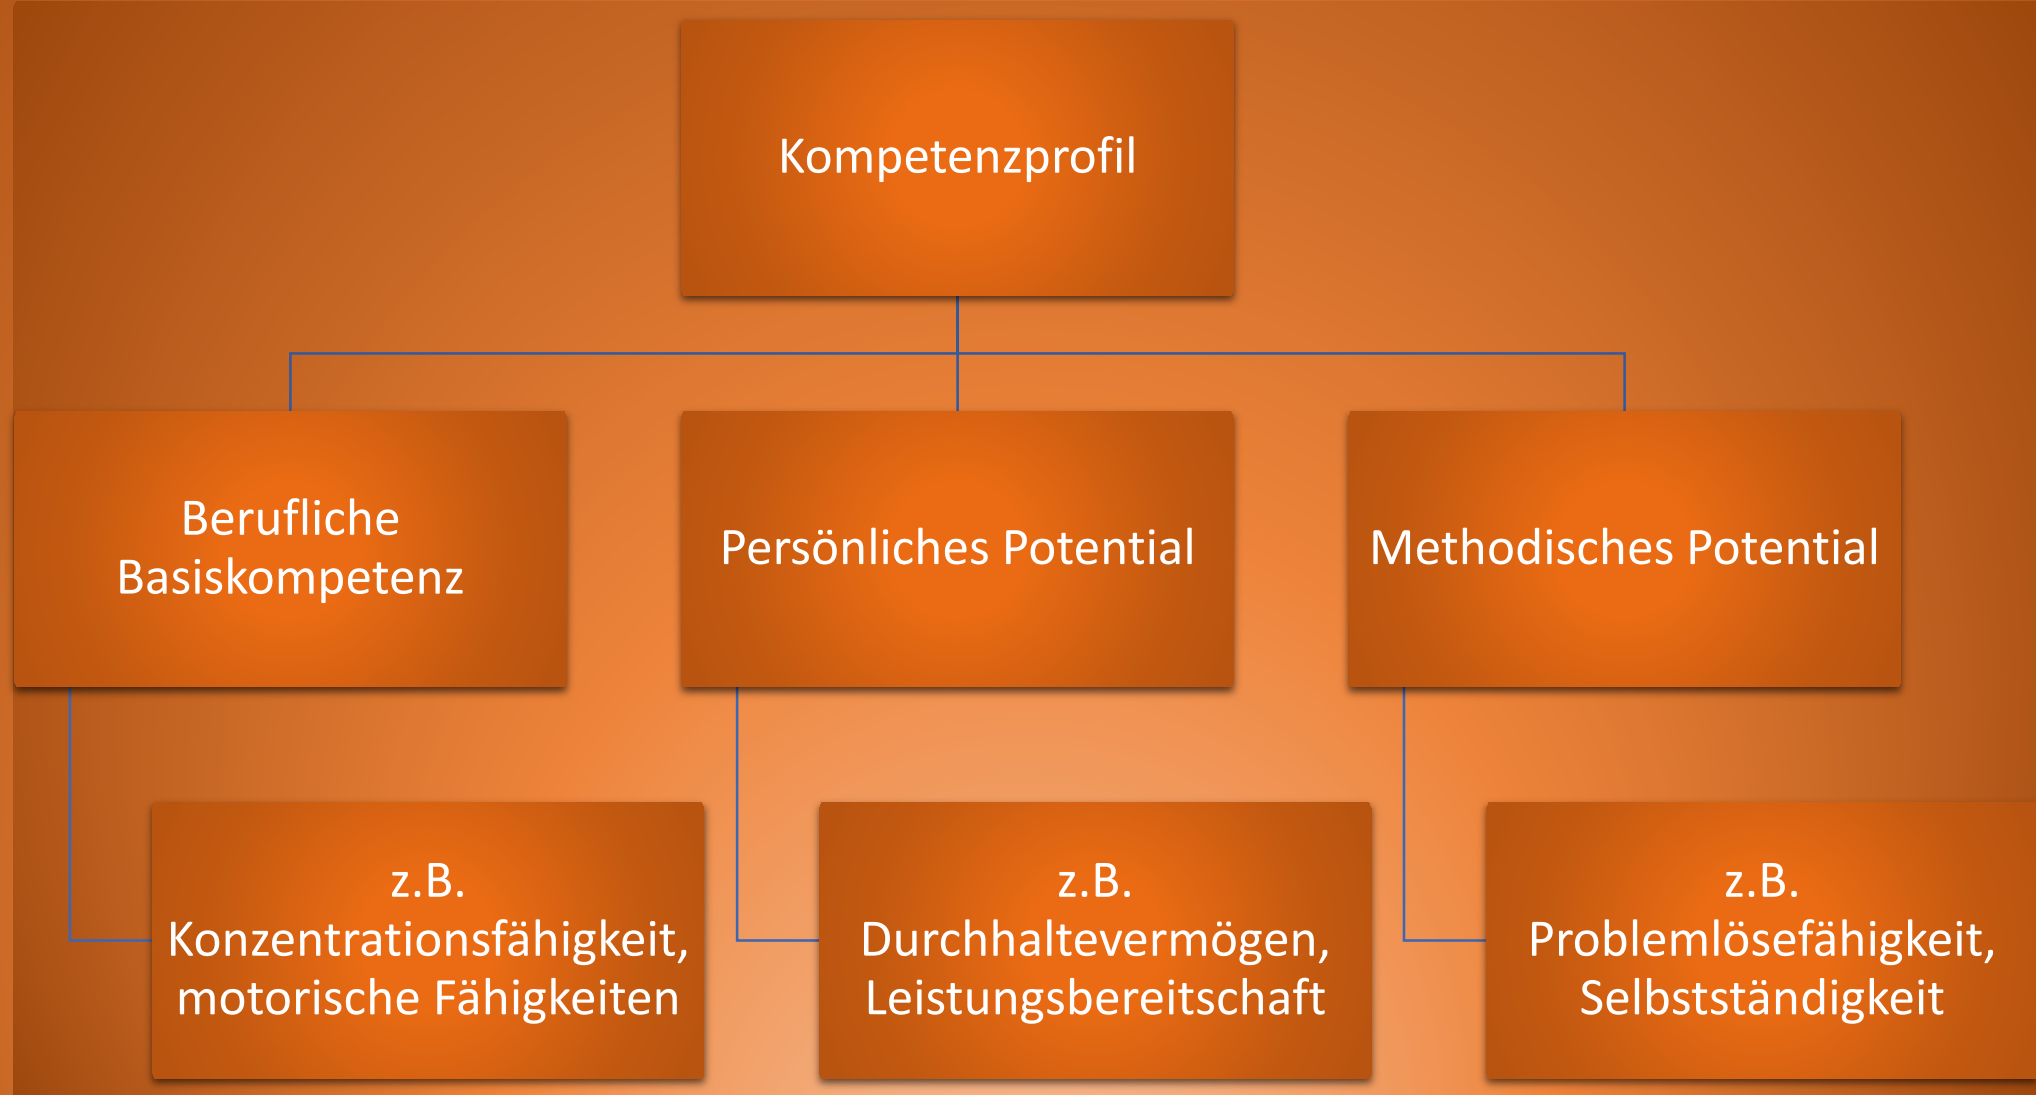 Kompetenzprofil
Berufliche
Basiskompetenz
Persönliches Potential
Methodisches Potential
z.B.
Konzentrationsfähigkeit,
motorische Fähigkeiten
z.B.
Durchhaltevermögen,
Leistungsbereitschaft
z.B.
Problemlösefähigkeit,
Selbstständigkeit